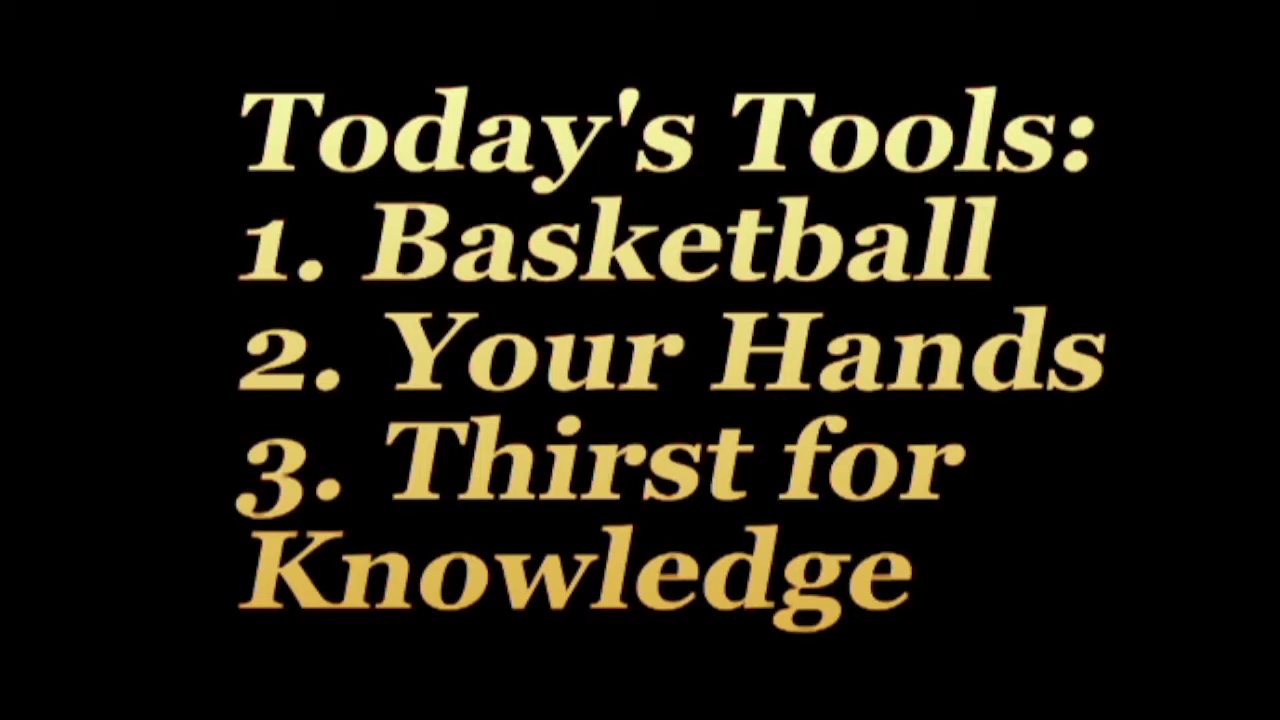 Today's Tools:
1. Basketball
2. Your Hands
3. Thirst for
Knowledge